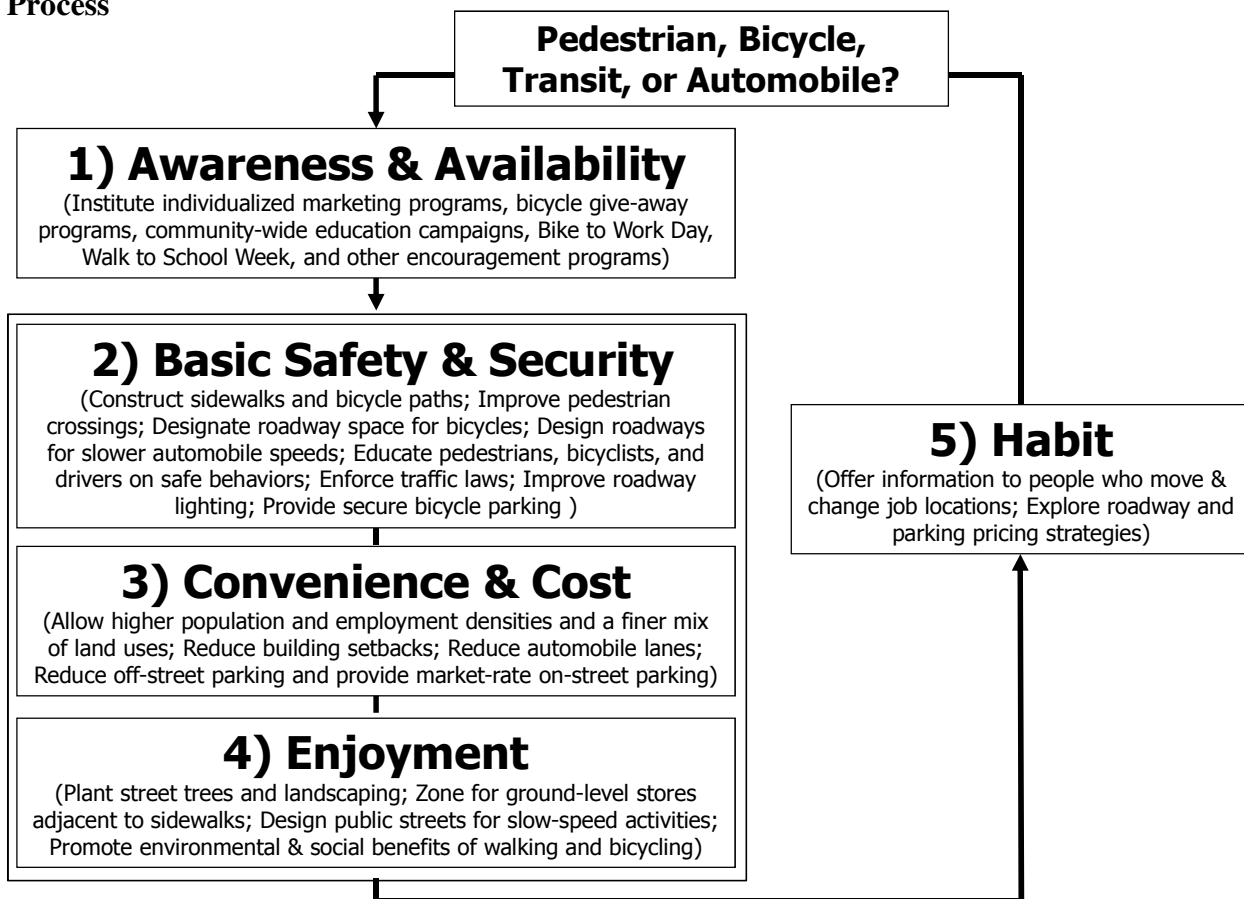 Process
Pedestrian, Bicycle,
Transit, or Automobile?
1) Awareness & Availability
(Institute individualized marketing programs, bicycle give-away
programs, community-wide education campaigns, Bike to Work Day,
Walk to School Week, and other encouragement programs)
2) Basic Safety & Security
(Construct sidewalks and bicycle paths; Improve pedestrian
crossings; Designate roadway space for bicycles; Design roadways
for slower automobile speeds; Educate pedestrians, bicyclists, and
drivers on safe behaviors; Enforce traffic laws; Improve roadway
lighting; Provide secure bicycle parking )
3) Convenience & Cost
(Allow higher population and employment densities and a finer mix
of land uses; Reduce building setbacks; Reduce automobile lanes;
Reduce off-street parking and provide market-rate on-street parking)
4) Enjoyment
(Plant street trees and landscaping; Zone for ground-level stores
adjacent to sidewalks; Design public streets for slow-speed activities;
Promote environmental & social benefits of walking and bicycling)
5) Habit
(Offer information to people who move &
change job locations; Explore roadway and
parking pricing strategies)